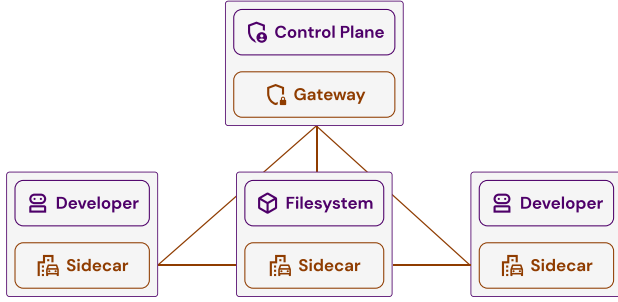 Control Plane
Gateway
Developer
Filesystem
Developer
Sidecar
Sidecar
Sidecar